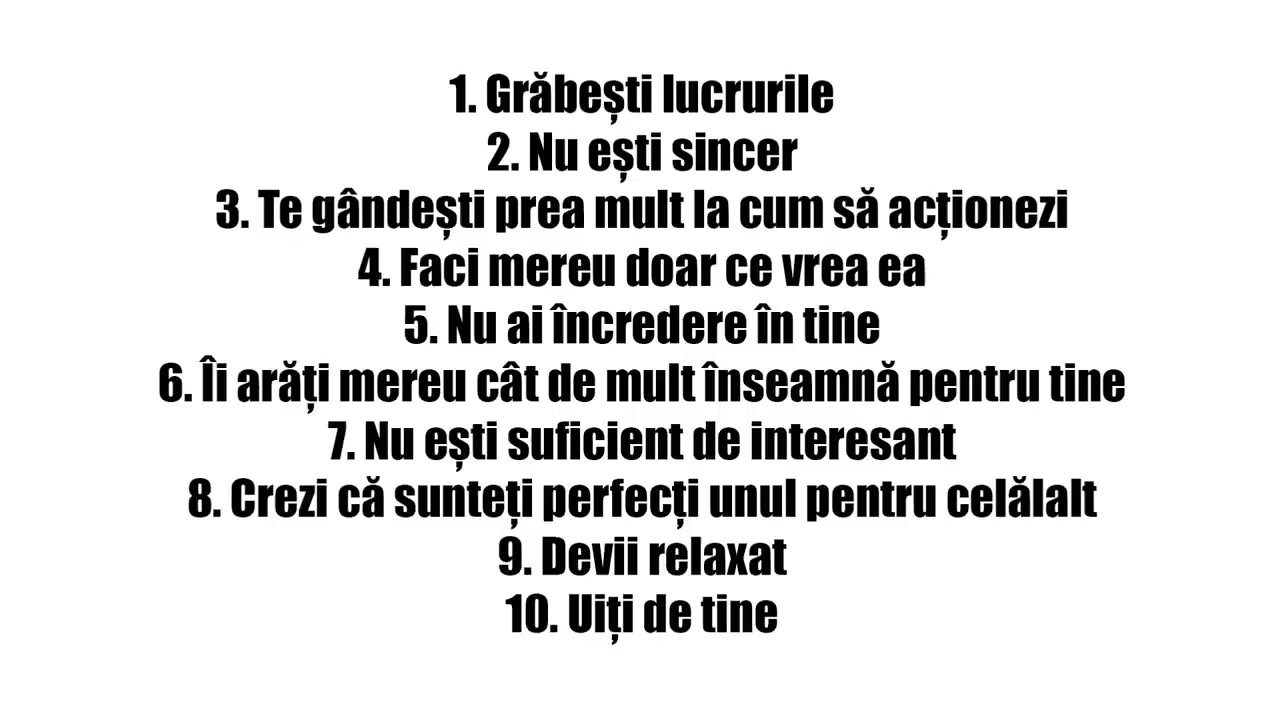 1. Grăbești lucrurile
2. Nu ești sincer
3. Te gândești prea mult la cum să acționezi
4. Faci mereu doar ce vrea ea
5. Nu ai încredere în tine
6. Îi arăți mereu cât de mult înseamnă pentru tine
7. Nu ești suficient de interesant
8. Crezi că sunteți perfecți unul pentru celălalt
9. Devii relaxat
10. Uiți de tine